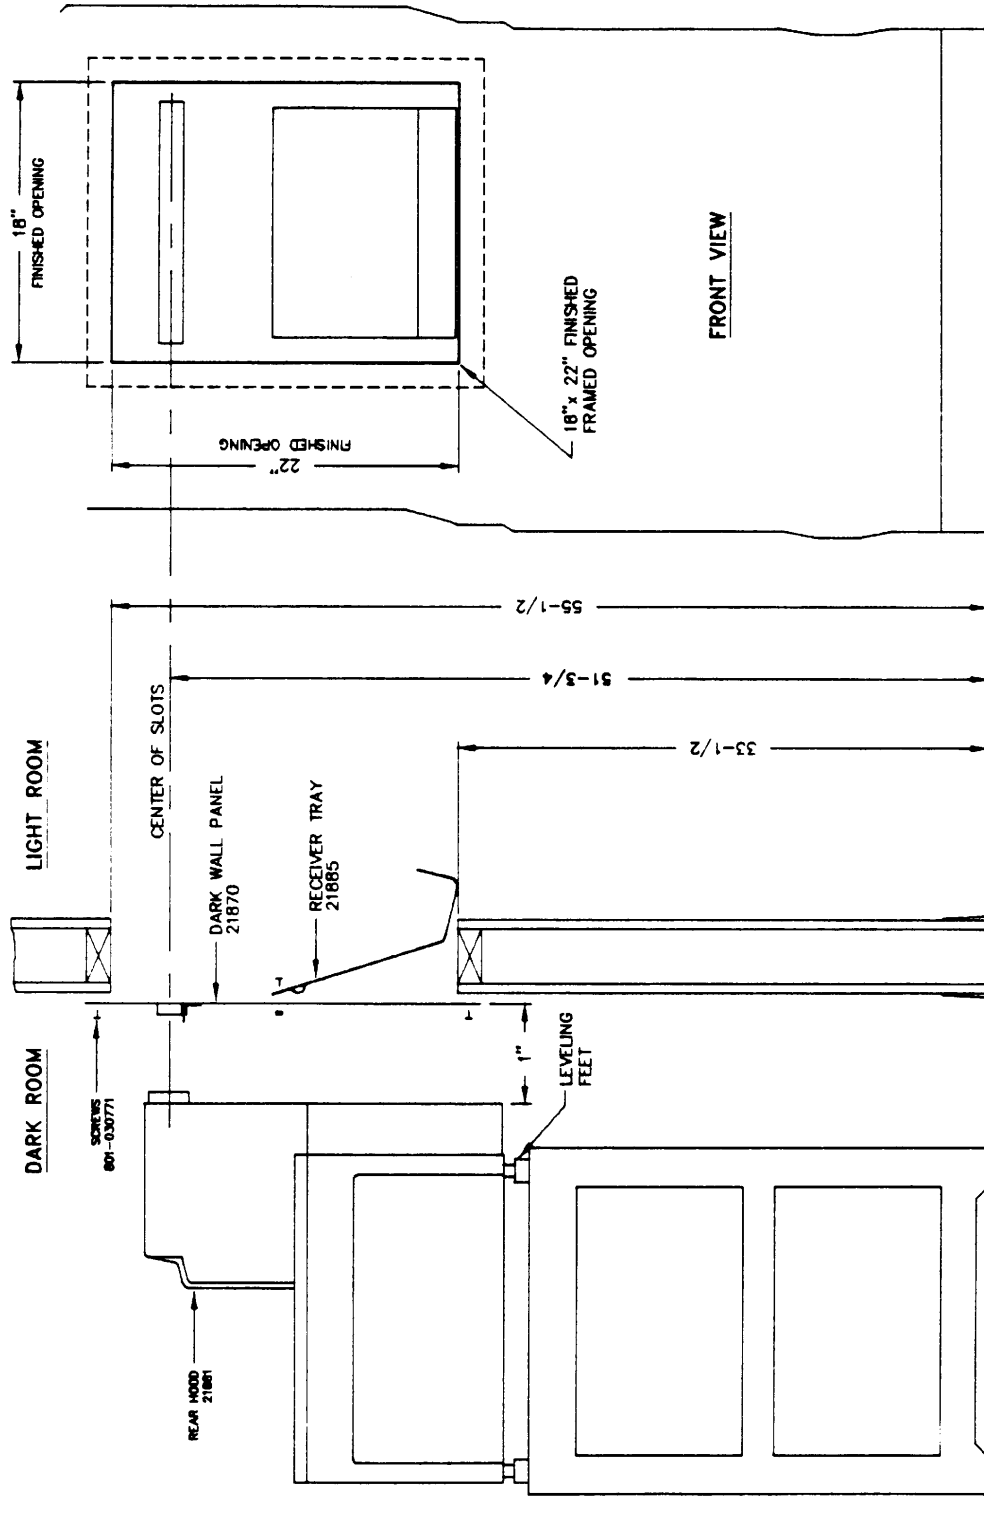 18"
FINISHED OPENING
22"
FINISHED OPENING
18"x 22" FINISHED
FRAMED OPENING
FRONT VIEW
55-1/2
51-3/4
33-1/2
LIGHT ROOM
CENTER OF SLOTS
DARK WALL PANEL
21870
RECEIVER TRAY
21885
DARK ROOM
SCREWS
801-030771
1"
LEVELING
FEET
REAR HOOD
21881